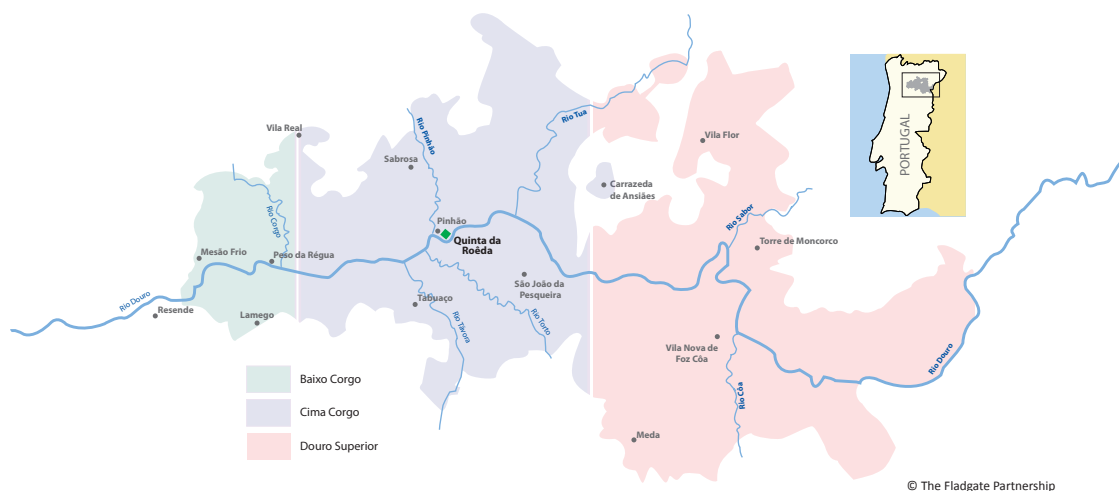 Vila Real
Rio Pinhão
Rio Tua
Vila Flor
PORTUGAL
Sabrosa
Carrazeda
de Ansiães
Rio Corgo
Pinhão
Quinta da
Roêda
Rio Sabor
Torre de Moncorco
Mesão Frio
Peso da Régua
São João da
Pesqueira
Rio Douro
Resende
Lamego
Tabuaço
Rio Távora
Rio Torto
Vila Nova de
Foz Côa
Rio Douro
Rio Côa
Baixo Corgo
Cima Corgo
Douro Superior
Meda
© The Fladgate Partnership